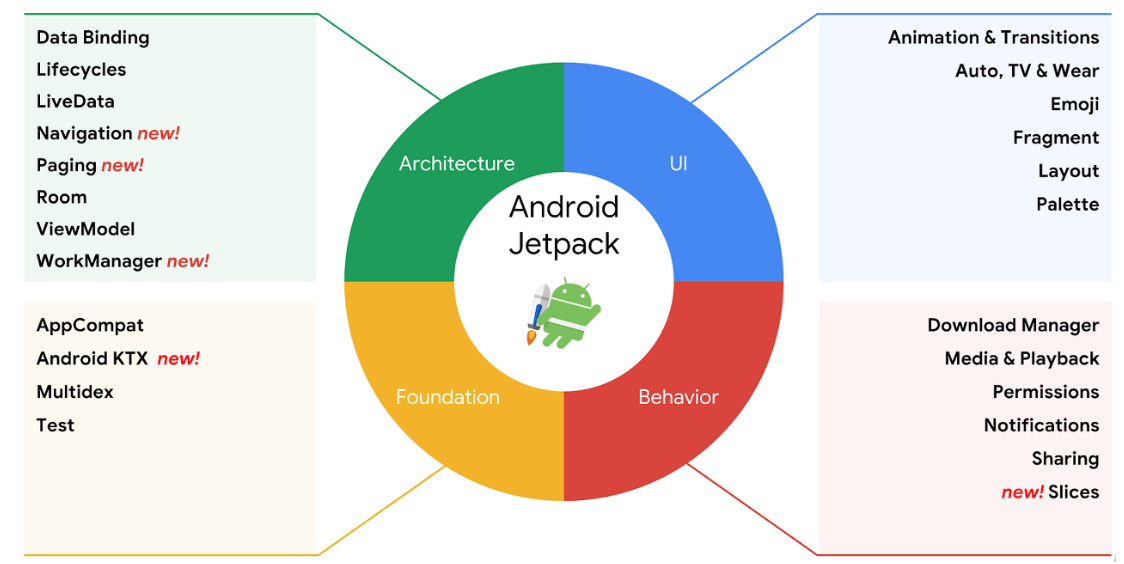 Data Binding
Lifecycles
LiveData
Navigation new!
Paging new!
Room
ViewModel
WorkManager new!
Animation & Transitions
Auto, TV & Wear
Emoji
Fragment
Layout
Palette
Architecture
UI
Android
Jetpack
Foundation
Behavior
AppCompat
Android KTX new!
Multidex
Test
Download Manager
Media & Playback
Permissions
Notifications
Sharing
new! Slices